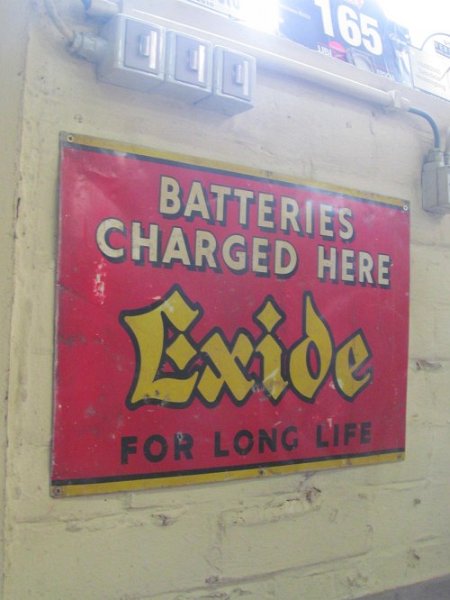 165
BATTERIES
CHARGED HERE
Exide
FOR LONG LIFE